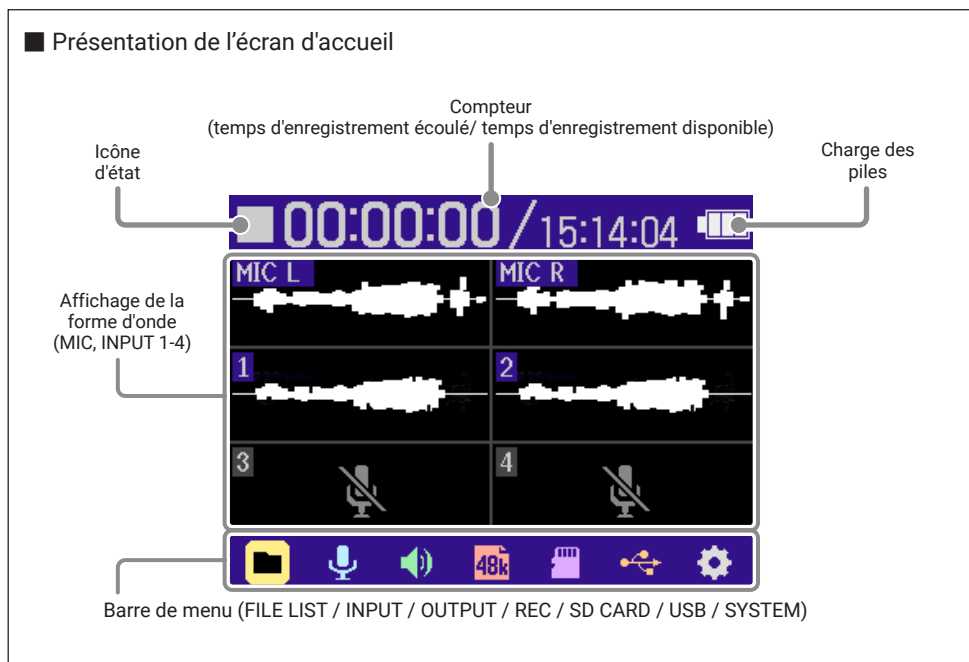 ■ Présentation de l’écran d'accueil
Compteur
(temps d'enregistrement écoulé/ temps d'enregistrement disponible)
Icône
d'état
Charge des
piles
00:00:00/15:14:04
MIC L
MIC R
Affichage de la
forme d'onde
(MIC, INPUT 1-4)
1
2
3
4
48k
Barre de menu (FILE LIST / INPUT / OUTPUT / REC / SD CARD / USB / SYSTEM)